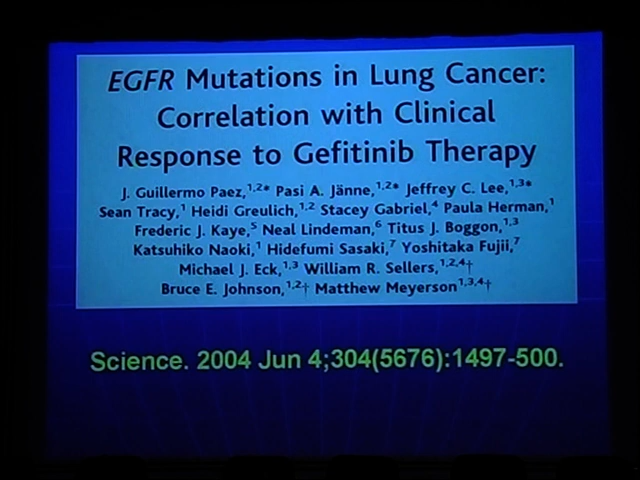 EGFR Mutations in Lung Cancer:
Correlation with Clinical
Response to Gefitinib Therapy
J. Guillermo Paez,1,2* Pasi A. Jänne,1,2* Jeffrey C. Lee,1,3*
Sean Tracy,1 Heidi Greulich,1,2 Stacey Gabriel,4 Paula Herman,1
Frederic J. Kaye,5 Neal Lindeman,6 Titus J. Boggon,1,3
Katsuhiko Naoki,1 Hidefumi Sasaki,7 Yoshitaka Fujii,7
Michael J. Eck,1,3 William R. Sellers,1,2,4†
Bruce E. Johnson,1,2† Matthew Meyerson1,3,4†
Science. 2004 Jun 4;304(5676):1497-500.